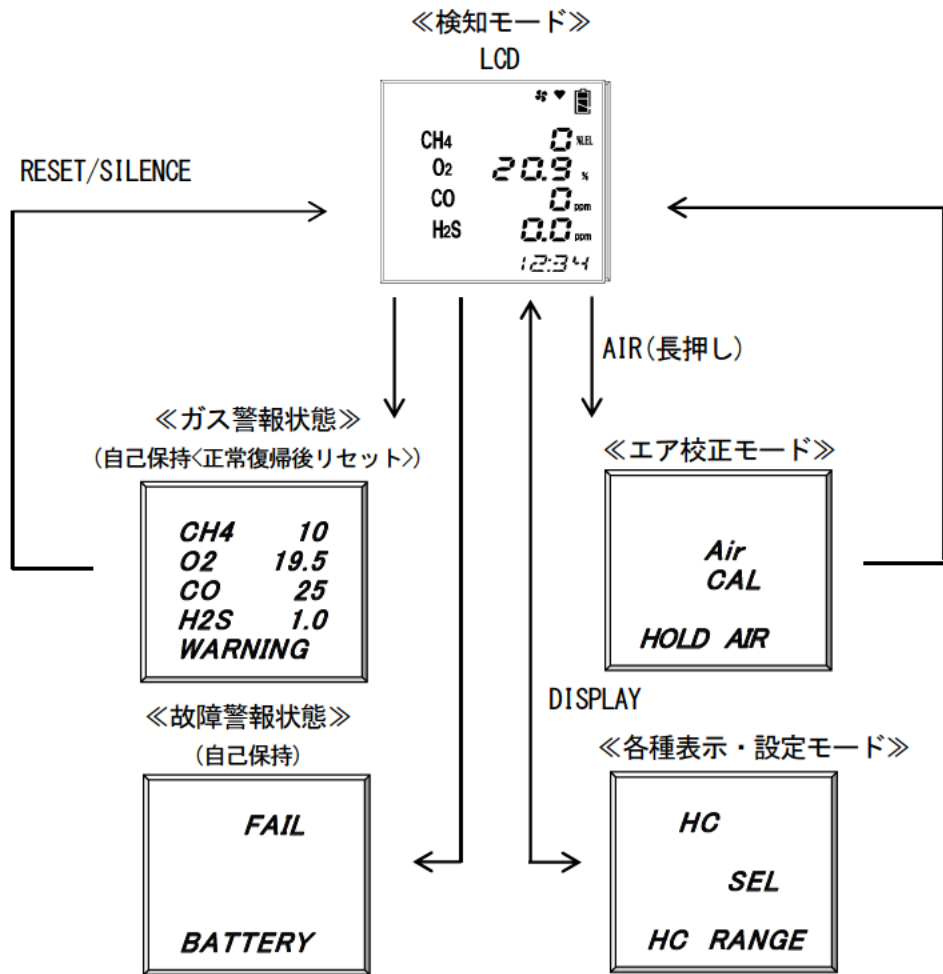 ≪検知モード≫
LCD
CH4 0 %LEL
O2 20.9 %
CO 0 ppm
H2S 0.0 ppm
12:34
RESET/SILENCE
AIR(長押し)
≪ガス警報状態≫
(自己保持<正常復帰後リセット>)
CH4 10
O2 19.5
CO 25
H2S 1.0
WARNING
≪エア校正モード≫
Air
CAL
HOLD AIR
≪故障警報状態≫
(自己保持)
FAIL
BATTERY
DISPLAY
≪各種表示・設定モード≫
HC
SEL
HC RANGE